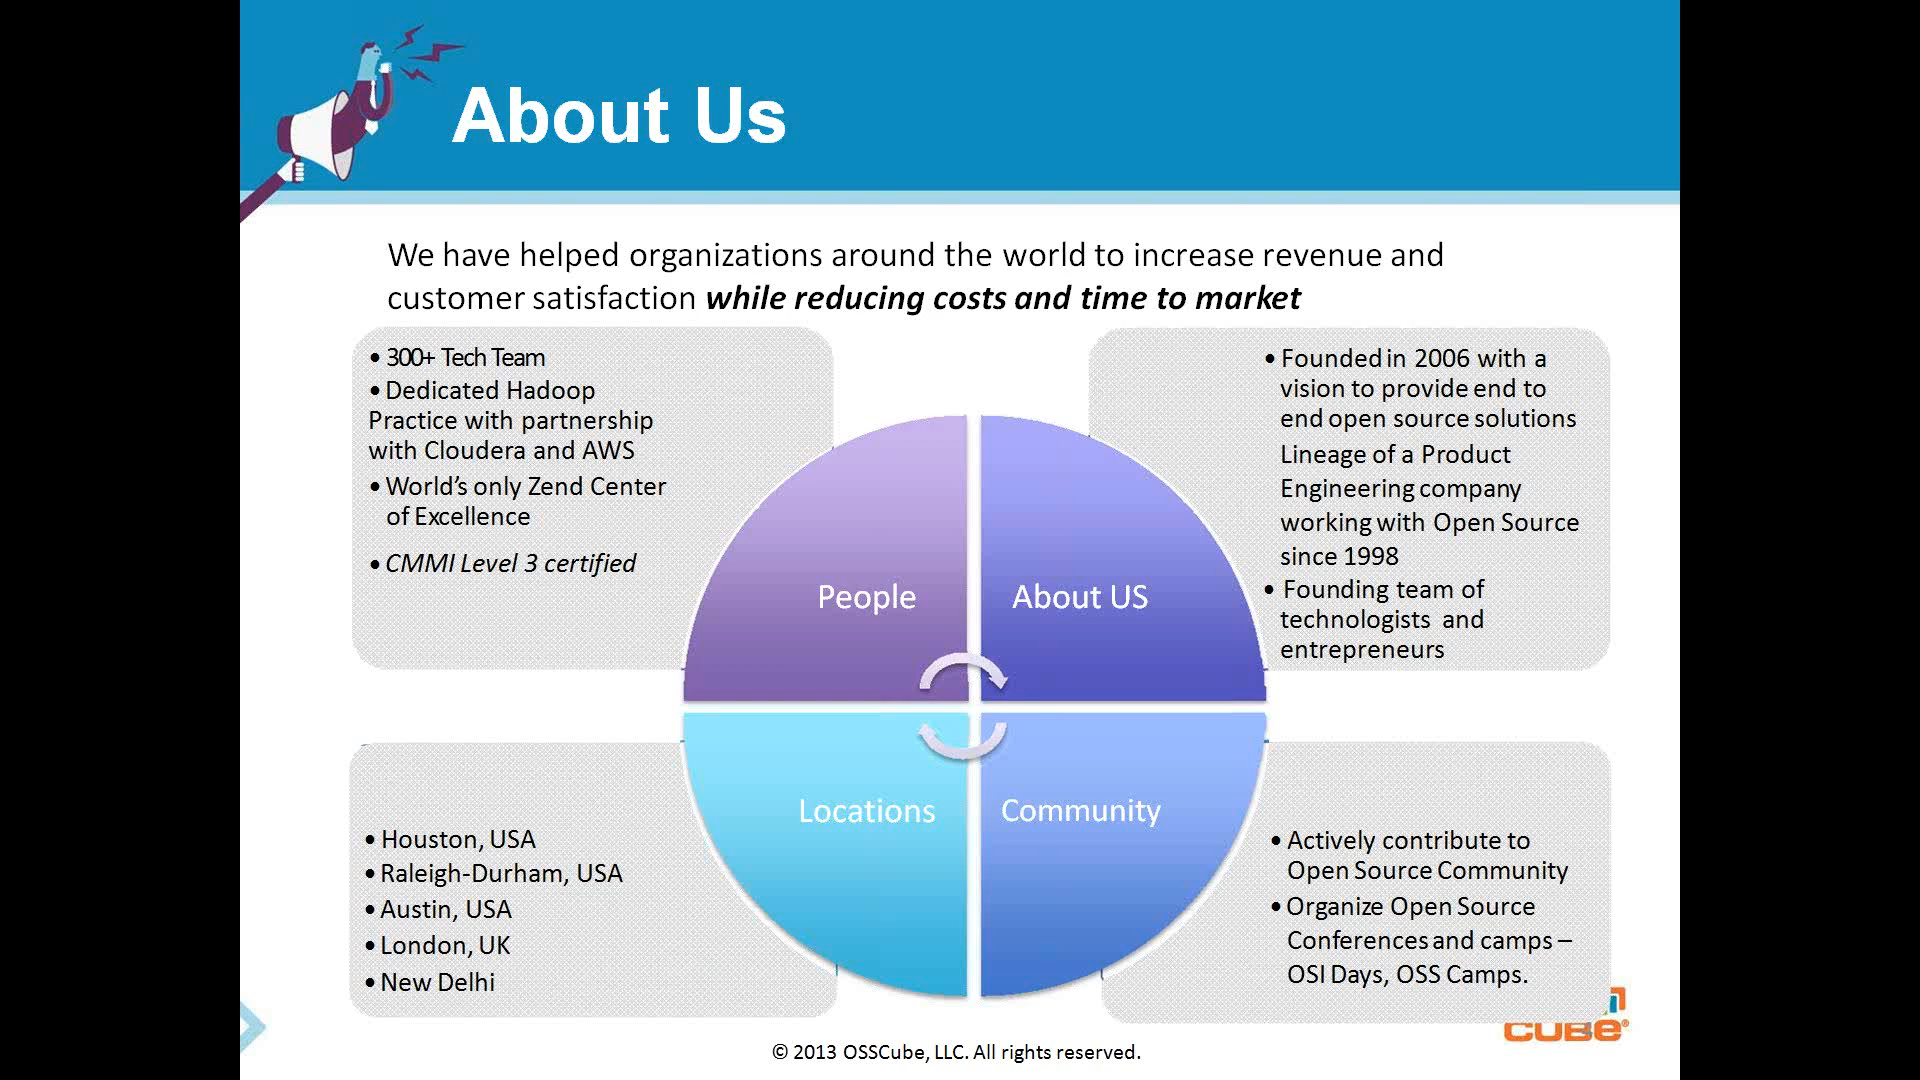 About Us
We have helped organizations around the world to increase revenue and
customer satisfaction while reducing costs and time to market
• 300+ Tech Team
• Dedicated Hadoop
Practice with partnership
with Cloudera and AWS
• World's only Zend Center
of Excellence
• CMMI Level 3 certified
• Founded in 2006 with a
vision to provide end to
end open source solutions
Lineage of a Product
Engineering company
working with Open Source
since 1998
• Founding team of
technologists and
entrepreneurs
People
About US
Locations
Community
• Houston, USA
• Raleigh-Durham, USA
• Austin, USA
• London, UK
• New Delhi
• Actively contribute to
Open Source Community
• Organize Open Source
Conferences and camps –
OSI Days, OSS Camps.
CUBe®
© 2013 OSSCube, LLC. All rights reserved.